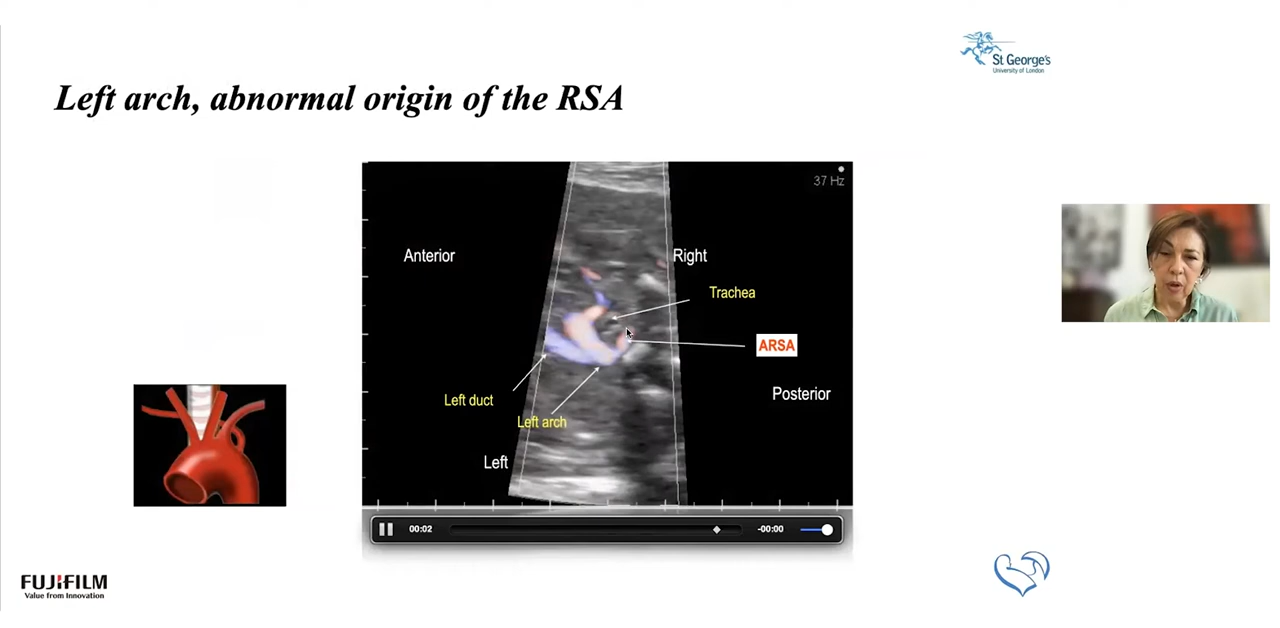 St George's
University of London
Left arch, abnormal origin of the RSA
37 Hz
Anterior
Right
Trachea
ARSA
Posterior
Left duct
Left arch
Left
00:02
-00:00
FUJIFILM
Value from Innovation